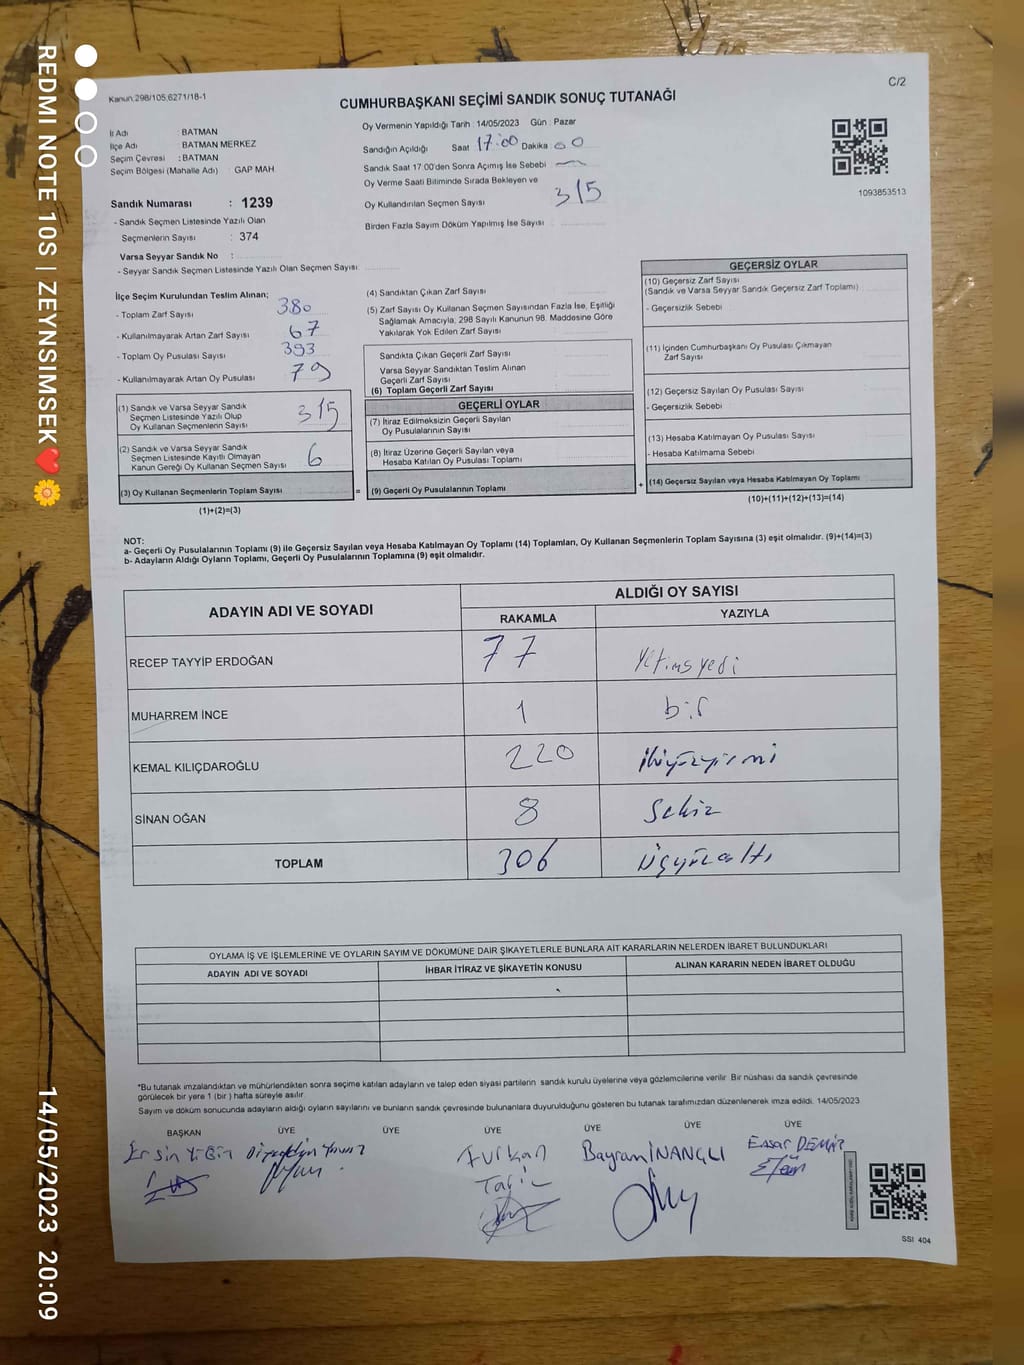 C/2
Kanun.298/105,6271/18-1
CUMHURBAŞKANI SEÇİMİ SANDIK SONUÇ TUTANAĞI
İl Adı : BATMAN
İlçe Adı : BATMAN MERKEZ
Seçim Çevresi : BATMAN
Seçim Bölgesi (Mahalle Adı) : GAP MAH
Sandık Numarası : 1239
- Sandık Seçmen Listesinde Yazılı Olan
Seçmenlerin Sayısı : 374
Varsa Seyyar Sandık No :
- Seyyar Sandık Seçmen Listesinde Yazılı Olan Seçmen Sayısı:
Oy Vermenin Yapıldığı Tarih : 14/05/2023 Gün : Pazar
Sandığın Açıldığı Saat 17:00 Dakika 00
Sandık Saat 17:00'den Sonra Açımış İse Sebebi
Oy Verme Saati Bitiminde Sırada Bekleyen ve
Oy Kullandırılan Seçmen Sayısı 315
Birden Fazla Sayım Döküm Yapılmış İse Sayısı
1093853513
İlçe Seçim Kurulundan Teslim Alınan;
- Toplam Zarf Sayısı 380
- Kullanılmayarak Artan Zarf Sayısı 67
- Toplam Oy Pusulası Sayısı 393
- Kullanılmayarak Artan Oy Pusulası 79
(1) Sandık ve Varsa Seyyar Sandık
Seçmen Listesinde Yazılı Olup
Oy Kullanan Seçmenlerin Sayısı 315
(2) Sandık ve Varsa Seyyar Sandık
Seçmen Listesinde Kayıtlı Olmayan
Kanun Gereği Oy Kullanan Seçmen Sayısı 6
(3) Oy Kullanan Seçmenlerin Toplam Sayısı
(1)+(2)=(3)
(4) Sandıktan Çıkan Zarf Sayısı
(5) Zarf Sayısı Oy Kullanan Seçmen Sayısından Fazla İse, Eşitliği
Sağlamak Amacıyla, 298 Sayılı Kanunun 98. Maddesine Göre
Yakılarak Yok Edilen Zarf Sayısı
Sandıkta Çıkan Geçerli Zarf Sayısı
Varsa Seyyar Sandıktan Teslim Alınan
Geçerli Zarf Sayısı
(6) Toplam Geçerli Zarf Sayısı
GEÇERLİ OYLAR
(7) İtiraz Edilmeksizin Geçerli Sayılan
Oy Pusulalarının Sayısı
(8) İtiraz Üzerine Geçerli Sayılan veya
Hesaba Katılan Oy Pusulası Toplamı
= (9) Geçerli Oy Pusulalarının Toplamı
GEÇERSİZ OYLAR
(10) Geçersiz Zarf Sayısı
(Sandık ve Varsa Seyyar Sandık Geçersiz Zarf Toplamı)
- Geçersizlik Sebebi
(11) İçinden Cumhurbaşkanı Oy Pusulası Çıkmayan
Zarf Sayısı
(12) Geçersiz Sayılan Oy Pusulası Sayısı
- Geçersizlik Sebebi
(13) Hesaba Katılmayan Oy Pusulası Sayısı
- Hesaba Katılmama Sebebi
+ (14) Geçersiz Sayılan veya Hesaba Katılmayan Oy Toplamı
(10)+(11)+(12)+(13)=(14)
NOT:
a- Geçerli Oy Pusulalarının Toplamı (9) ile Geçersiz Sayılan veya Hesaba Katılmayan Oy Toplamı (14) Toplamları, Oy Kullanan Seçmenlerin Toplam Sayısına (3) eşit olmalıdır. (9)+(14)=(3)
b- Adayların Aldığı Oyların Toplamı, Geçerli Oy Pusulalarının Toplamına (9) eşit olmalıdır.
ADAYIN ADI VE SOYADI ALDIĞI OY SAYISI
RAKAMLA YAZIYLA
RECEP TAYYİP ERDOĞAN 77 Yetmişyedi
MUHARREM İNCE 1 bir
KEMAL KILIÇDAROĞLU 220 İkiyüzyirmi
SİNAN OĞAN 8 Sekiz
TOPLAM 306 Üçyüzaltı
OYLAMA İŞ VE İŞLEMLERİNE VE OYLARIN SAYIM VE DÖKÜMÜNE DAİR ŞİKAYETLERLE BUNLARA AİT KARARLARIN NELERDEN İBARET BULUNDUKLARI
ADAYIN ADI VE SOYADI İHBAR İTİRAZ VE ŞİKAYETİN KONUSU ALINAN KARARIN NEDEN İBARET OLDUĞU
*Bu tutanak imzalandıktan ve mühürlendikten sonra seçime katılan adayların ve talep eden siyasi partilerin sandık kurulu üyelerine veya gözlemcilerine verilir. Bir nüshası da sandık çevresinde
görülecek bir yere 1 (bir ) hafta süreyle asılır.
Sayım ve döküm sonucunda adayların aldığı oyların sayılarını ve bunların sandık çevresinde bulunanlara duyurulduğunu gösteren bu tutanak tarafımızdan düzenlenerek imza edildi. 14/05/2023
BAŞKAN ÜYE ÜYE ÜYE ÜYE ÜYE
Ersin Furkan Bayram İNANÇLI Essar DEMİR
SSI 404
REDMI NOTE 10S | ZEYNSIMSEK❤️🌼
14/05/2023 20:09